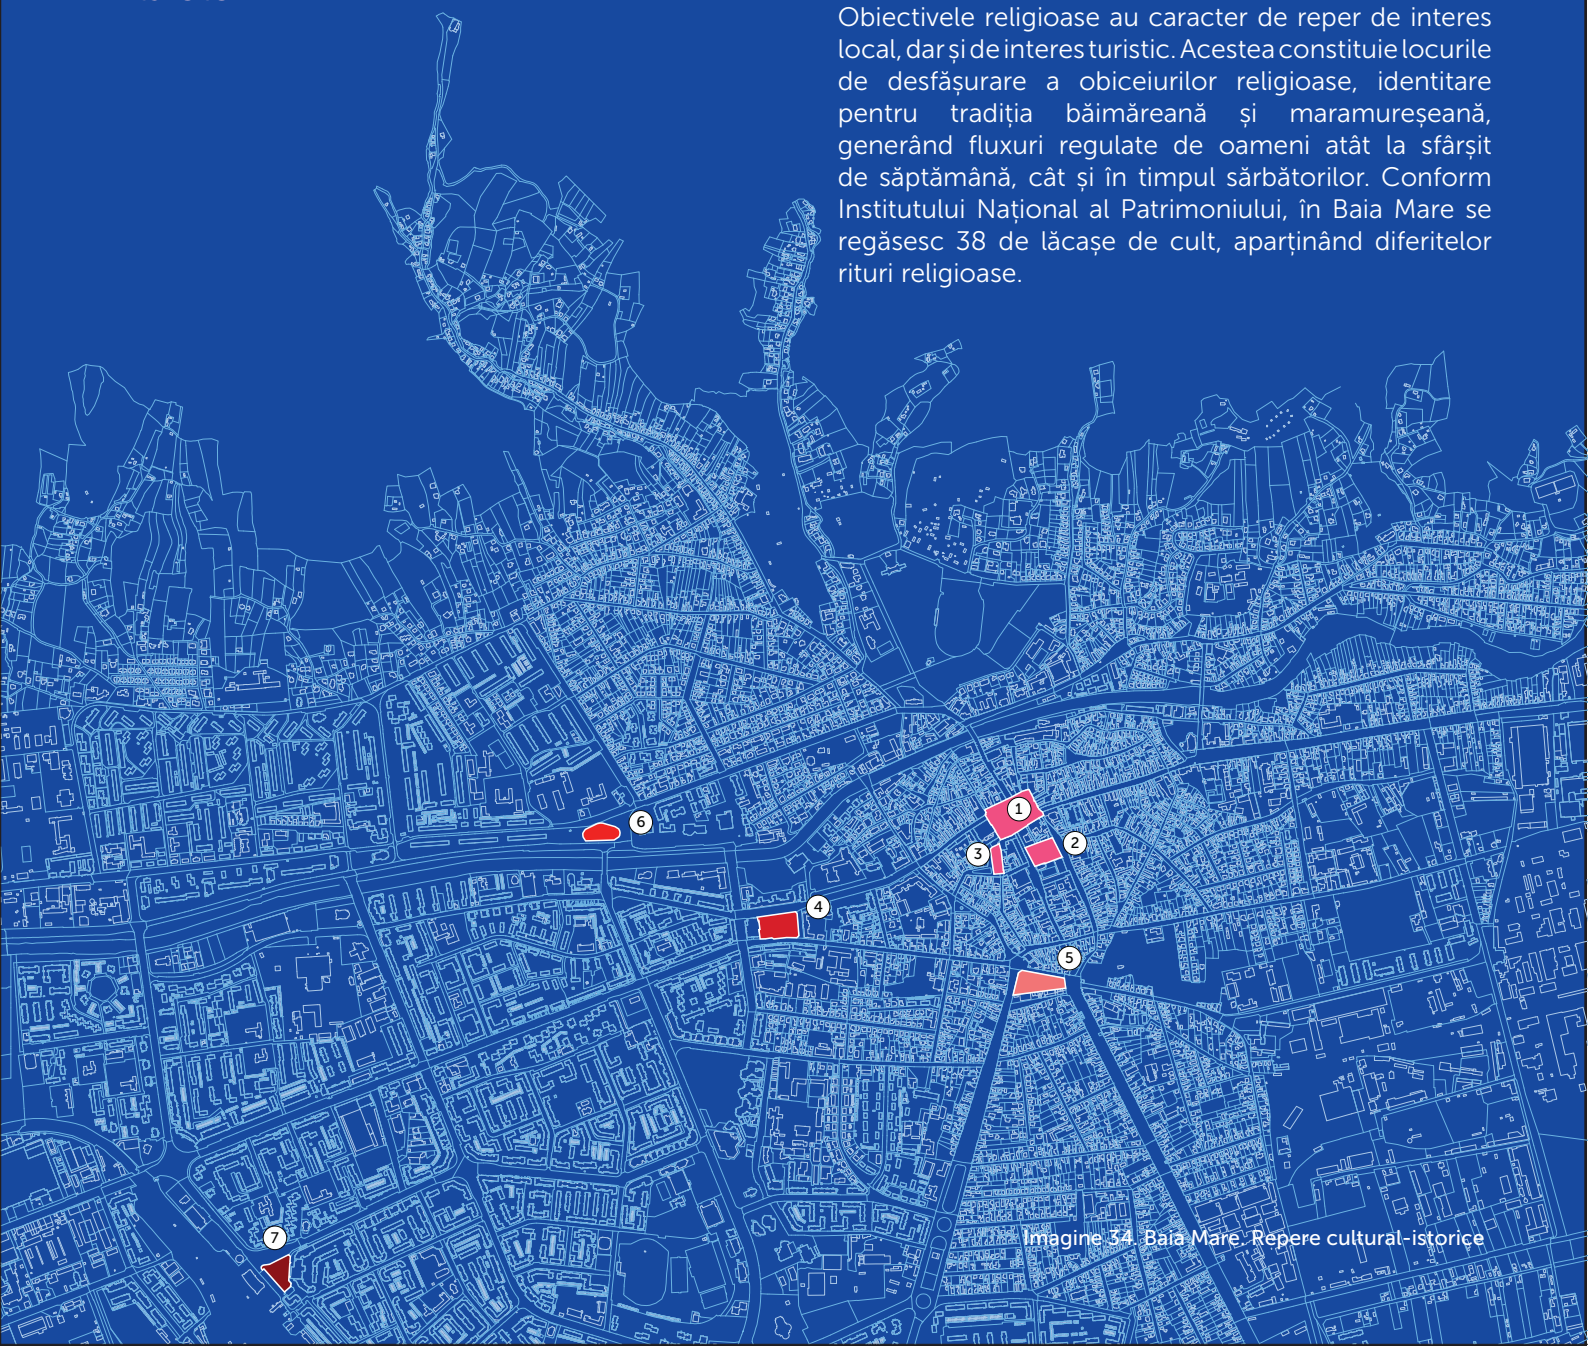 Obiectivele religioase au caracter de reper de interes
local, dar și de interes turistic. Acestea constituie locurile
de desfășurare a obiceiurilor religioase, identitare
pentru tradiția băimăreană și maramureșeană,
generând fluxuri regulate de oameni atât la sfârșit
de săptămână, cât și în timpul sărbătorilor. Conform
Institutului Național al Patrimoniului, în Baia Mare se
regăsesc 38 de lăcașe de cult, aparținând diferitelor
rituri religioase.
1
6
2
3
4
5
7
Imagine 34. Baia Mare. Repere cultural-istorice